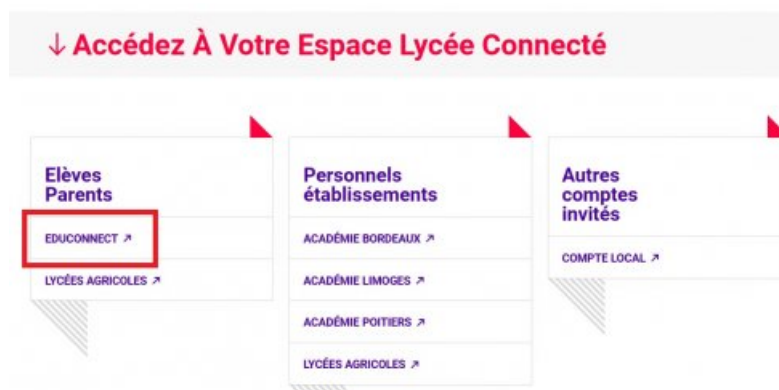 ↓ Accédez À Votre Espace Lycée Connecté
Elèves
Parents
EDUCONNECT ↗
LYCÉES AGRICOLES ↗
Personnels
établissements
ACADÉMIE BORDEAUX ↗
ACADÉMIE LIMOGES ↗
ACADÉMIE POITIERS ↗
LYCÉES AGRICOLES ↗
Autres
comptes
invités
COMPTE LOCAL ↗